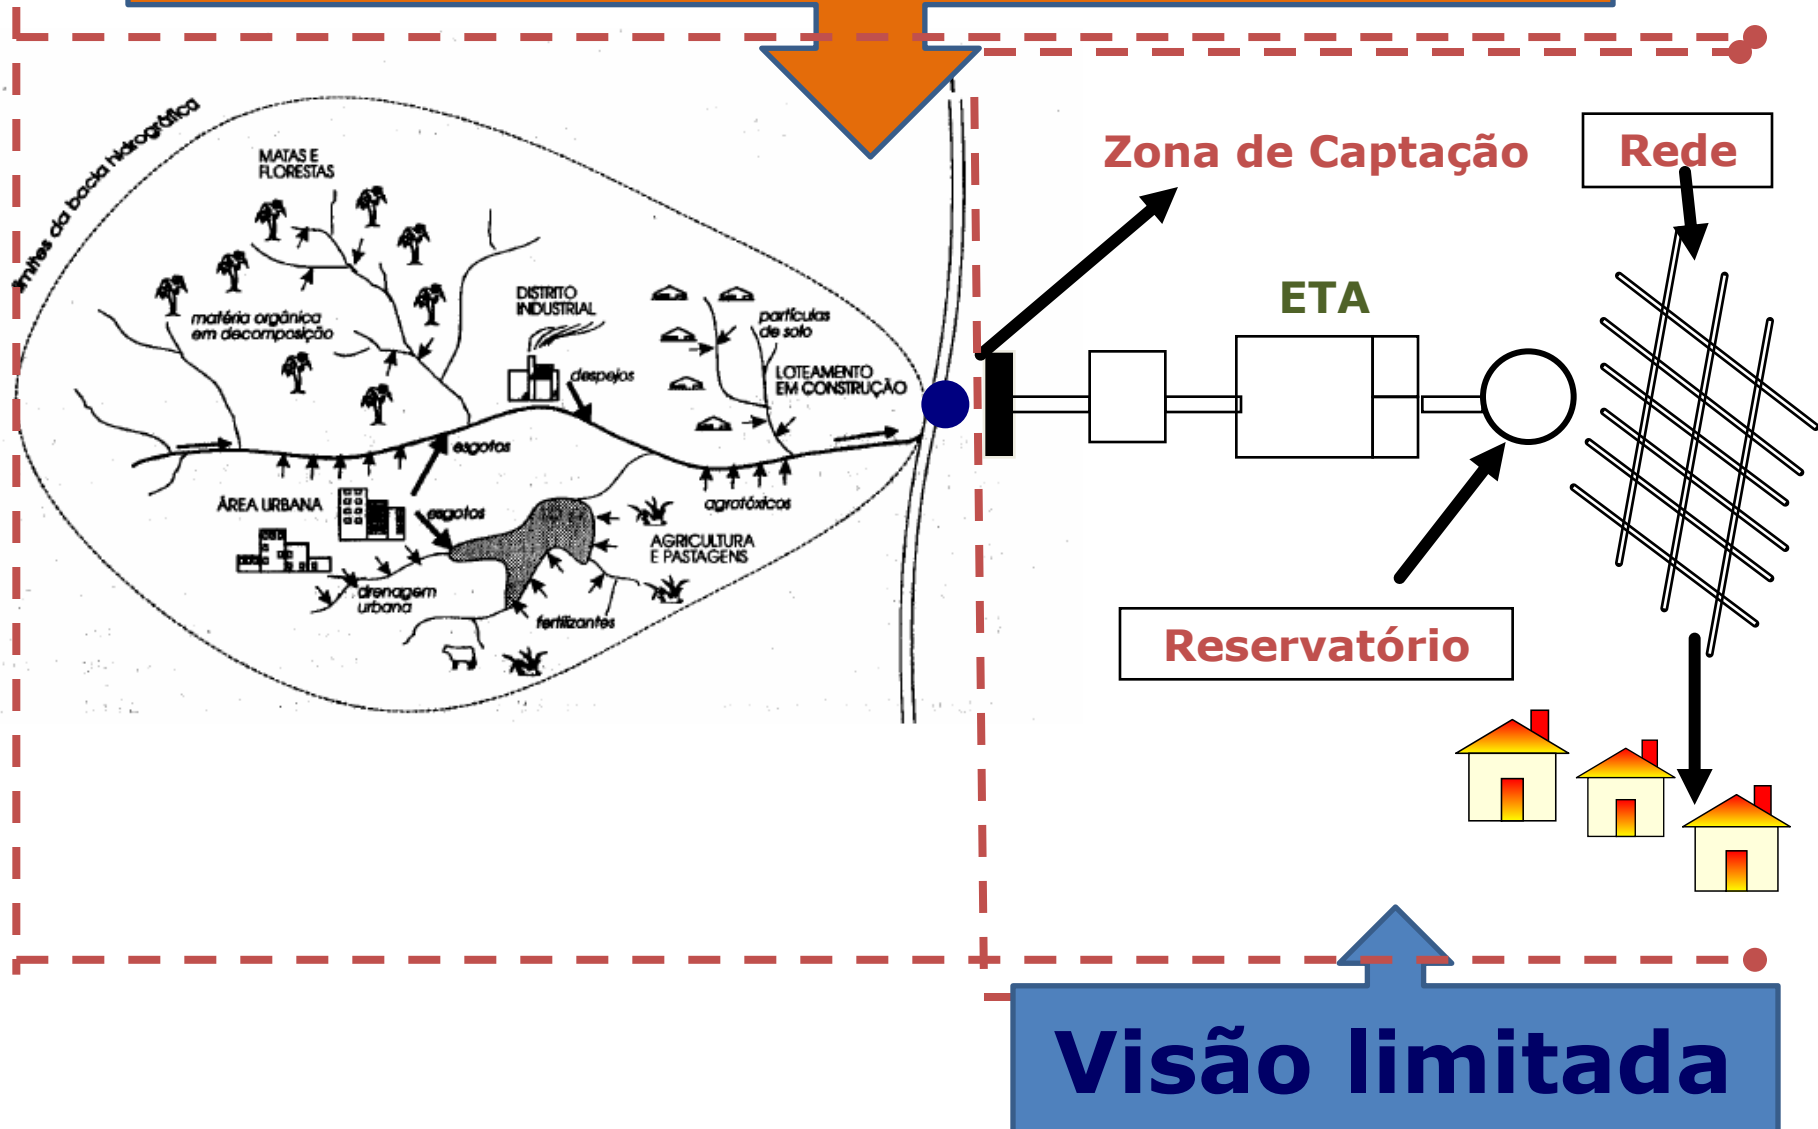 limites da bacia hidrográfica
MATAS E
FLORESTAS
matéria orgânica
em decomposição
DISTRITO
INDUSTRIAL
despejos
partículas
de solo
LOTEAMENTO
EM CONSTRUÇÃO
esgotos
ÁREA URBANA
esgotos
agrotóxicos
AGRICULTURA
E PASTAGENS
drenagem
urbana
fertilizantes
Zona de Captação
Rede
ETA
Reservatório
Visão limitada